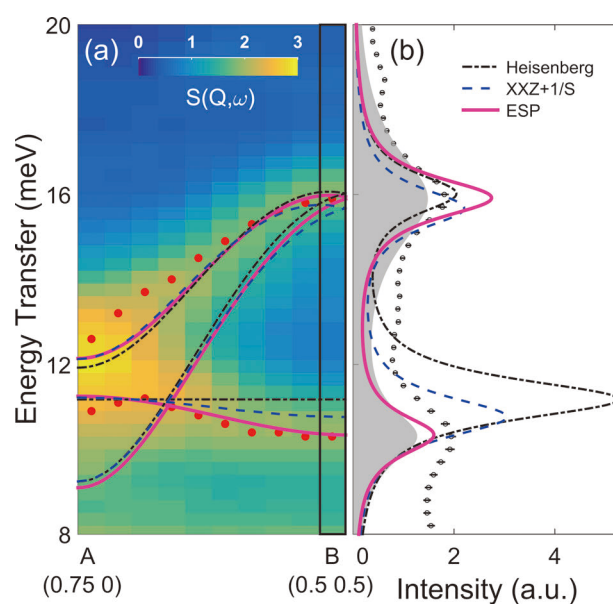 (a)
0 1 2 3
S(Q,ω)
20
16
12
8
Energy Transfer (meV)
A
B
(0.75 0)
(0.5 0.5)
(b)
Heisenberg
XXZ+1/S
ESP
0 2 4
Intensity (a.u.)